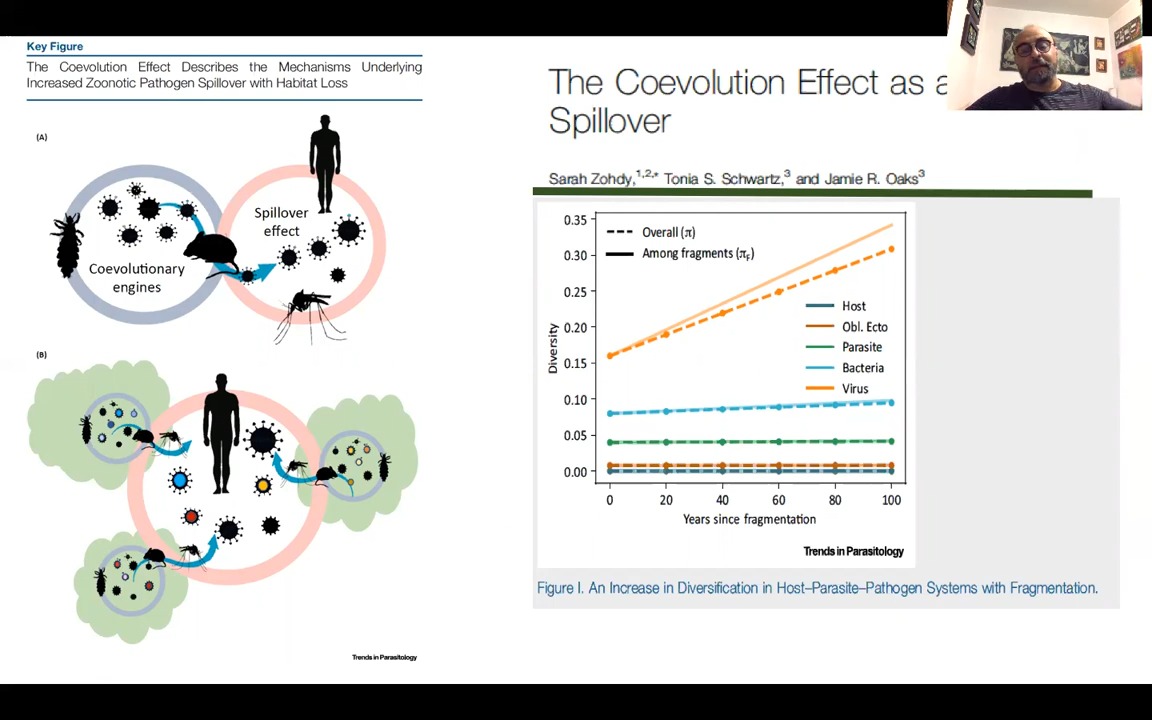 Key Figure
The Coevolution Effect Describes the Mechanisms Underlying
Increased Zoonotic Pathogen Spillover with Habitat Loss
(A)
Spillover
effect
Coevolutionary
engines
(B)
Trends in Parasitology
The Coevolution Effect as a
Spillover
Sarah Zohdy,1,2,* Tonia S. Schwartz,3 and Jamie R. Oaks3
0.35
0.30
0.25
0.20
0.15
0.10
0.05
0.00
Diversity
Overall (π)
Among fragments (πF)
Host
Obl. Ecto
Parasite
Bacteria
Virus
0 20 40 60 80 100
Years since fragmentation
Trends in Parasitology
Figure I. An Increase in Diversification in Host–Parasite–Pathogen Systems with Fragmentation.